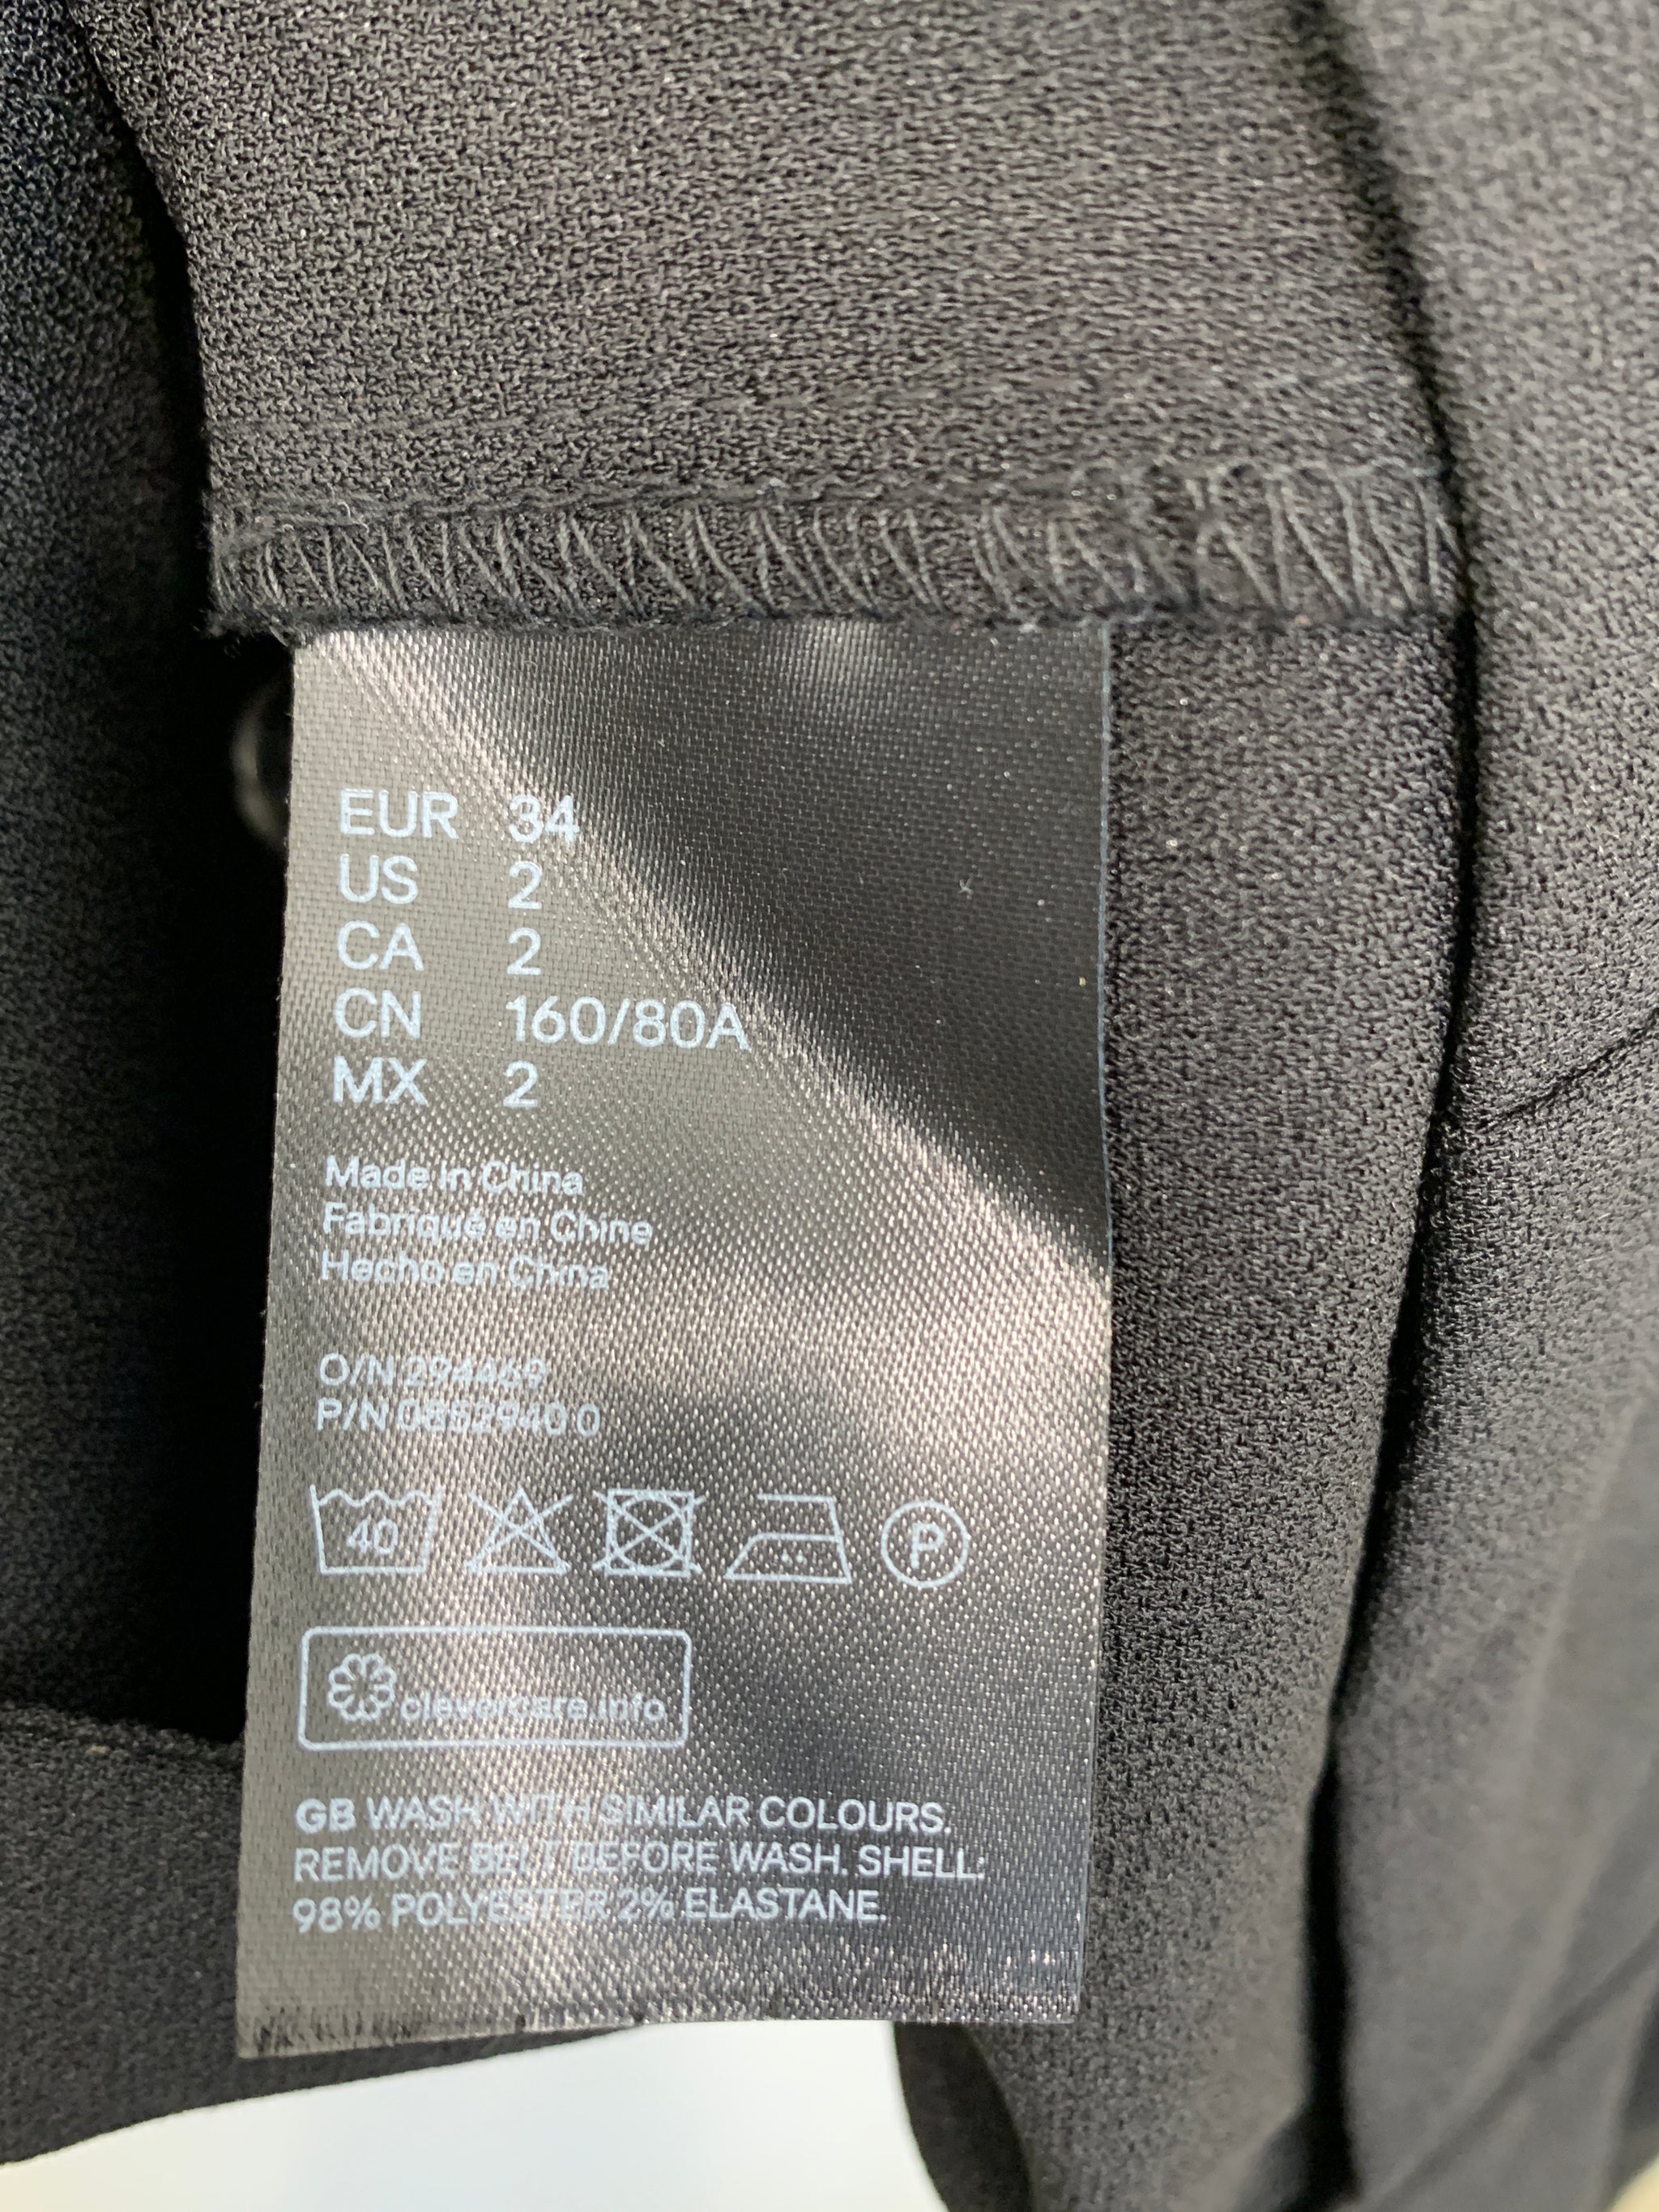 EUR 34
US 2
CA 2
CN 160/80A
MX 2
Made in China
Fabriqué en Chine
Hecho en China
O/N 294469
P/N 0852940 0
40
P
clevercare.info
GB WASH WITH SIMILAR COLOURS.
REMOVE BELT BEFORE WASH. SHELL:
98% POLYESTER 2% ELASTANE.